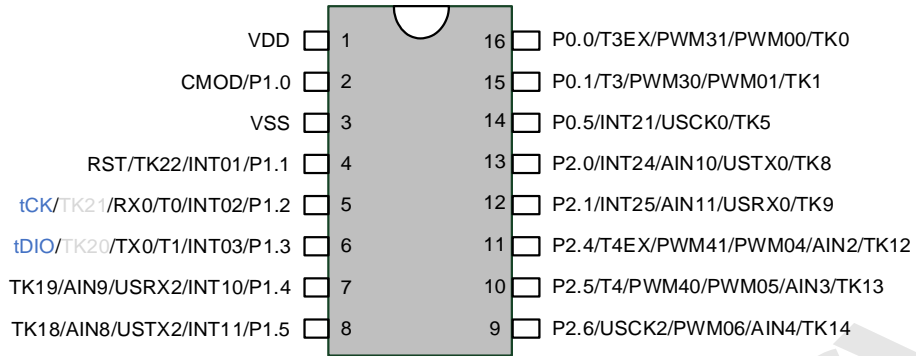 VDD 1 16 P0.0/T3EX/PWM31/PWM00/TK0
CMOD/P1.0 2 15 P0.1/T3/PWM30/PWM01/TK1
VSS 3 14 P0.5/INT21/USCK0/TK5
RST/TK22/INT01/P1.1 4 13 P2.0/INT24/AIN10/USTX0/TK8
tCK/TK21/RX0/T0/INT02/P1.2 5 12 P2.1/INT25/AIN11/USRX0/TK9
tDIO/TK20/TX0/T1/INT03/P1.3 6 11 P2.4/T4EX/PWM41/PWM04/AIN2/TK12
TK19/AIN9/USRX2/INT10/P1.4 7 10 P2.5/T4/PWM40/PWM05/AIN3/TK13
TK18/AIN8/USTX2/INT11/P1.5 8 9 P2.6/USCK2/PWM06/AIN4/TK14